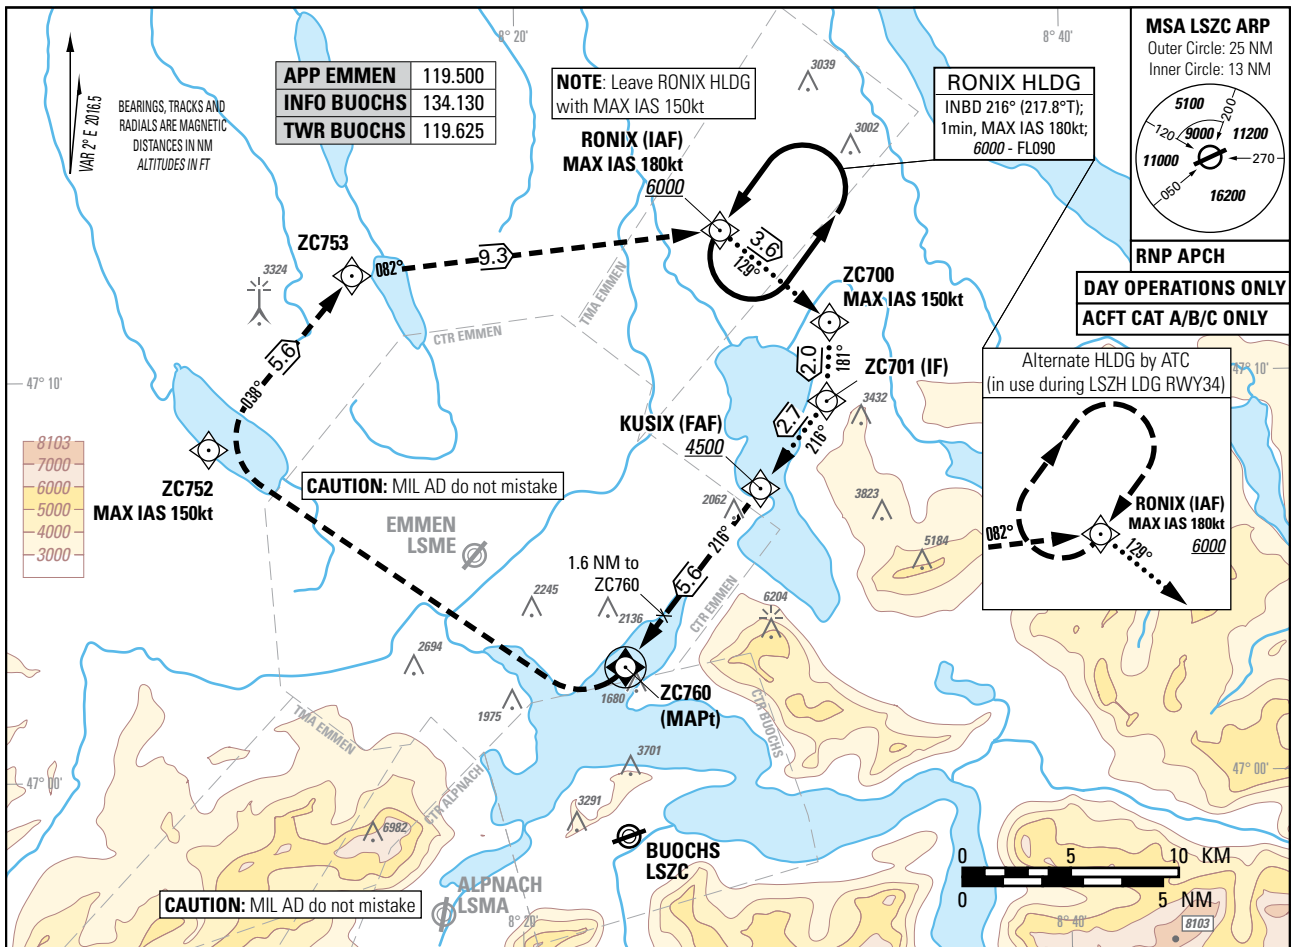 8° 20'
8° 40'
MSA LSZC ARP
Outer Circle: 25 NM
Inner Circle: 13 NM
5100
200
120
9000
11200
11000
270
050
16200
RNP APCH
DAY OPERATIONS ONLY
ACFT CAT A/B/C ONLY
VAR 2° E 2016.5
BEARINGS, TRACKS AND
RADIALS ARE MAGNETIC
DISTANCES IN NM
ALTITUDES IN FT
APP EMMEN 119.500
INFO BUOCHS 134.130
TWR BUOCHS 119.625
NOTE: Leave RONIX HLDG
with MAX IAS 150kt
RONIX (IAF)
MAX IAS 180kt
6000
3039
3002
RONIX HLDG
INBD 216° (217.8°T);
1min, MAX IAS 180kt;
6000 - FL090
ZC753
082°
9.3
3.6
129°
3324
5.6
038°
TMA EMMEN
CTR EMMEN
ZC700
MAX IAS 150kt
2.0
181°
ZC701 (IF)
3432
2.7
216°
KUSIX (FAF)
4500
47° 10'
47° 10'
Alternate HLDG by ATC
(in use during LSZH LDG RWY34)
RONIX (IAF)
MAX IAS 180kt
6000
082°
129°
8103
7000
6000
5000
4000
3000
ZC752
MAX IAS 150kt
CAUTION: MIL AD do not mistake
EMMEN
LSME
2062
216°
3823
5184
1.6 NM to
ZC760
5.6
CTR EMMEN
2245
2136
6204
2694
1975
1680
ZC760
(MAPt)
CTR BUOCHS
TMA EMMEN
CTR ALPNACH
3701
3291
6982
47° 00'
47° 00'
BUOCHS
LSZC
ALPNACH
LSMA
CAUTION: MIL AD do not mistake
0 5 10 KM
0 5 NM
8° 20'
8° 40'
8103